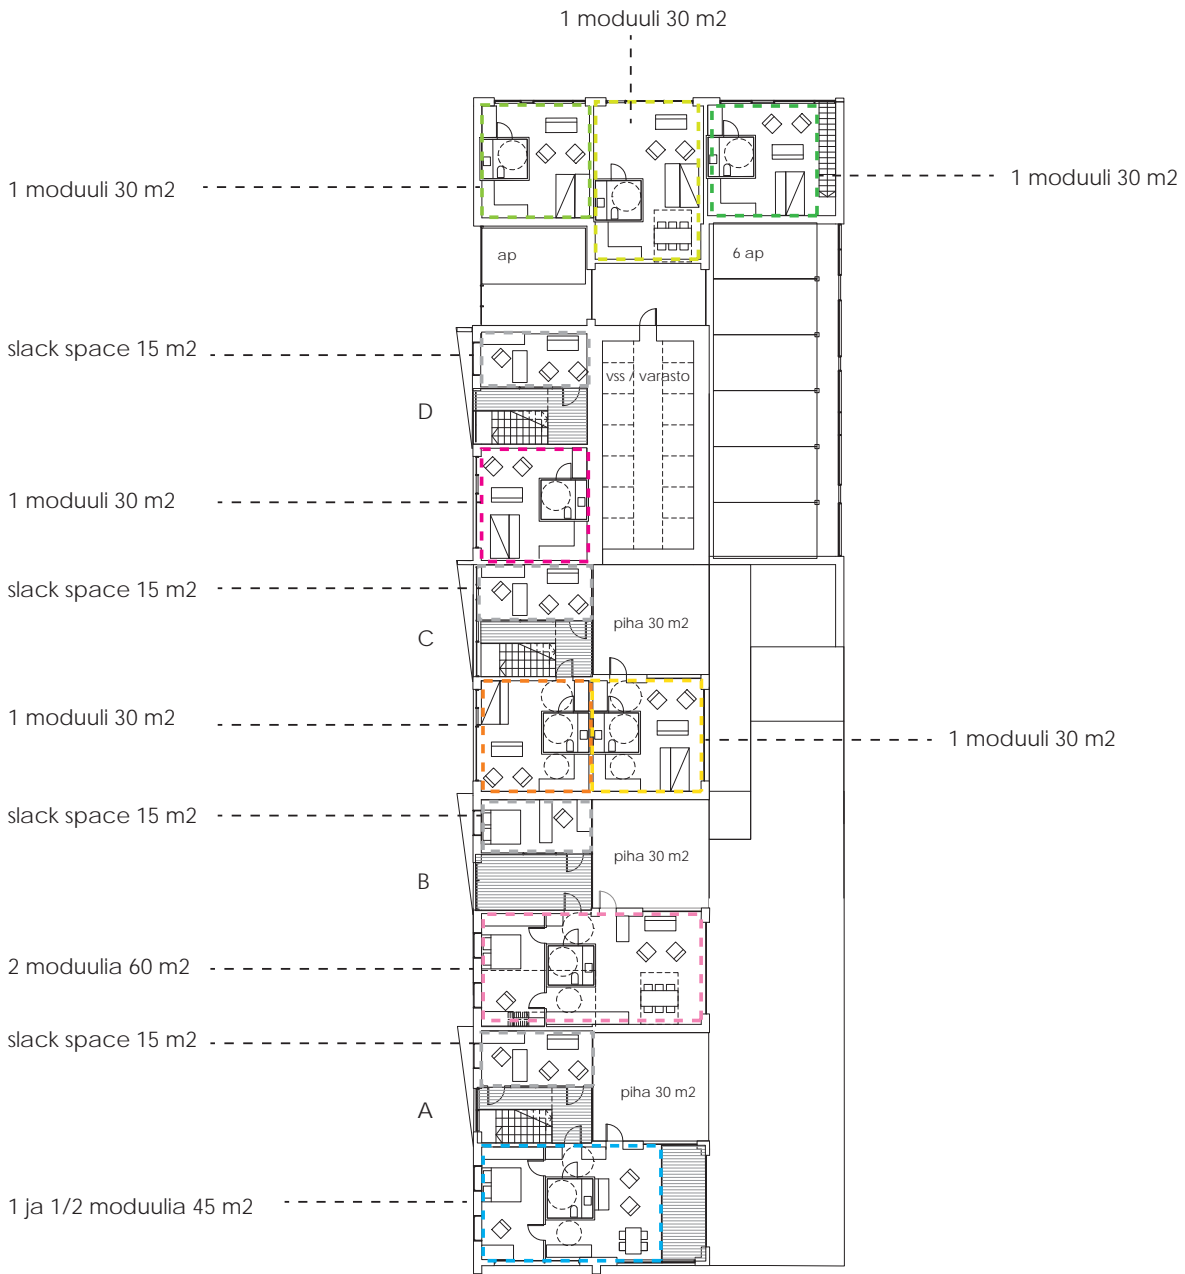 1 moduuli 30 m2
1 moduuli 30 m2
1 moduuli 30 m2
ap
6 ap
slack space 15 m2
vss / varasto
D
1 moduuli 30 m2
slack space 15 m2
piha 30 m2
C
1 moduuli 30 m2
1 moduuli 30 m2
slack space 15 m2
piha 30 m2
B
2 moduulia 60 m2
slack space 15 m2
piha 30 m2
A
1 ja 1/2 moduulia 45 m2